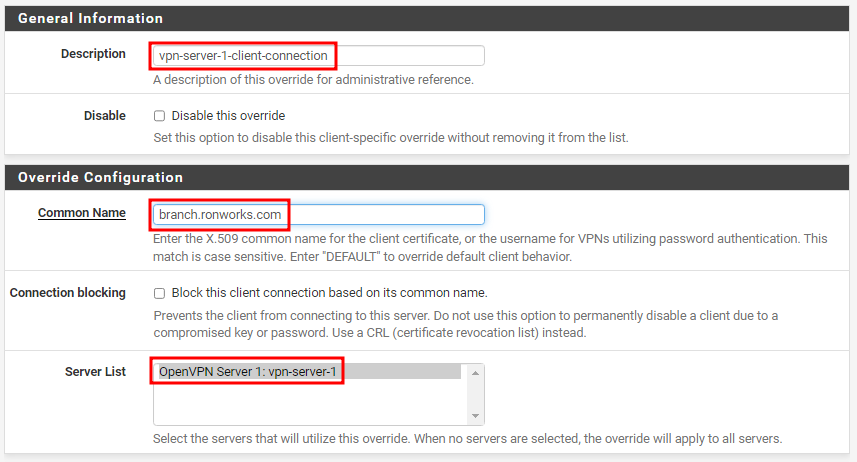 General Information
Description
vpn-server-1-client-connection
A description of this override for administrative reference.
Disable
Disable this override
Set this option to disable this client-specific override without removing it from the list.
Override Configuration
Common Name
branch.ronworks.com
Enter the X.509 common name for the client certificate, or the username for VPNs utilizing password authentication. This
match is case sensitive. Enter "DEFAULT" to override default client behavior.
Connection blocking
Block this client connection based on its common name.
Prevents the client from connecting to this server. Do not use this option to permanently disable a client due to a
compromised key or password. Use a CRL (certificate revocation list) instead.
Server List
OpenVPN Server 1: vpn-server-1
Select the servers that will utilize this override. When no servers are selected, the override will apply to all servers.